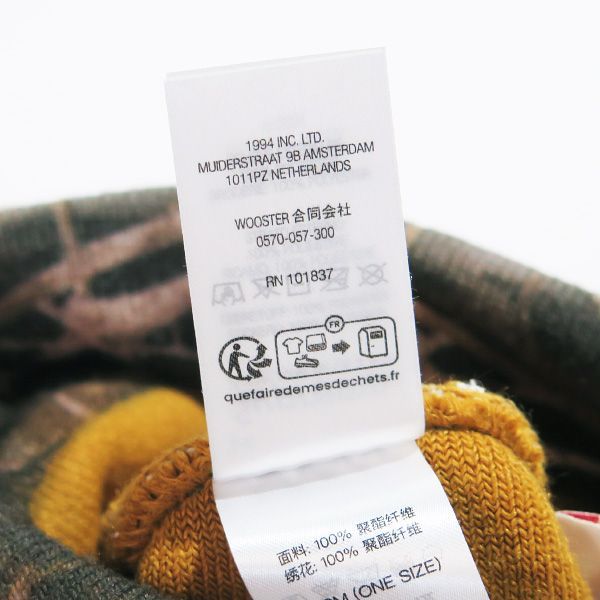 1994 INC. LTD.
MUIDERSTRAAT 9B AMSTERDAM
1011PZ NETHERLANDS
WOOSTER 合同会社
0570-057-300
RN 101837
FR
quefairedemesdechets.fr
面料: 100% 聚酯纤维
绣花: 100% 聚酯纤维
(ONE SIZE)